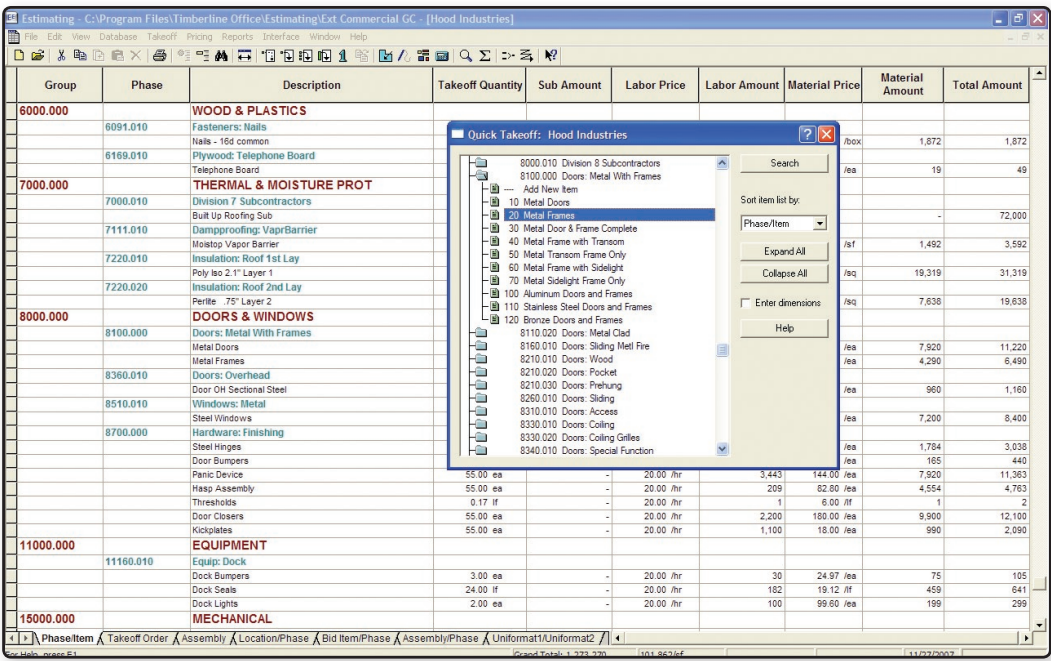 Estimating - C:\Program Files\Timberline Office\Estimating\Ext Commercial GC - [Hood Industries]
File Edit View Database Takeoff Pricing Reports Interface Window Help
Group Phase Description Takeoff Quantity Sub Amount Labor Price Labor Amount Material Price Material Amount Total Amount
6000.000 WOOD & PLASTICS
6091.010 Fasteners: Nails
Nails - 16d common /box 1,872 1,872
6169.010 Plywood: Telephone Board
Telephone Board /ea 19 49
7000.000 THERMAL & MOISTURE PROT
7000.010 Division 7 Subcontractors
Built Up Roofing Sub - 72,000
7111.010 Dampproofing: VaprBarrier
Moistop Vapor Barrier /sf 1,492 3,592
7220.010 Insulation: Roof 1st Lay
Poly Iso 2.1" Layer 1 /sq 19,319 31,319
7220.020 Insulation: Roof 2nd Lay
Perlite .75" Layer 2 /sq 7,638 19,638
8000.000 DOORS & WINDOWS
8100.000 Doors: Metal With Frames
Metal Doors /ea 7,920 11,220
Metal Frames /ea 4,290 6,490
8360.010 Doors: Overhead
Door OH Sectional Steel /ea 960 1,160
8510.010 Windows: Metal
Steel Windows /ea 7,200 8,400
8700.000 Hardware: Finishing
Steel Hinges /ea 1,784 3,038
Door Bumpers /ea 165 440
Panic Device 55.00 ea - 20.00 /hr 3,443 144.00 /ea 7,920 11,363
Hasp Assembly 55.00 ea - 20.00 /hr 209 82.80 /ea 4,554 4,763
Thresholds 0.17 lf - 20.00 /hr 1 6.00 /lf 1 2
Door Closers 55.00 ea - 20.00 /hr 2,200 180.00 /ea 9,900 12,100
Kickplates 55.00 ea - 20.00 /hr 1,100 18.00 /ea 990 2,090
11000.000 EQUIPMENT
11160.010 Equip: Dock
Dock Bumpers 3.00 ea - 20.00 /hr 30 24.97 /ea 75 105
Dock Seals 24.00 lf - 20.00 /hr 182 19.12 /lf 459 641
Dock Lights 2.00 ea - 20.00 /hr 100 99.60 /ea 199 299
15000.000 MECHANICAL
Quick Takeoff: Hood Industries
8000.010 Division 8 Subcontractors
8100.000 Doors: Metal With Frames
---- Add New Item
10 Metal Doors
20 Metal Frames
30 Metal Door & Frame Complete
40 Metal Frame with Transom
50 Metal Transom Frame Only
60 Metal Frame with Sidelight
70 Metal Sidelight Frame Only
100 Aluminum Doors and Frames
110 Stainless Steel Doors and Frames
120 Bronze Doors and Frames
8110.020 Doors: Metal Clad
8160.010 Doors: Sliding Metl Fire
8210.010 Doors: Wood
8210.020 Doors: Pocket
8210.030 Doors: Prehung
8260.010 Doors: Sliding
8310.010 Doors: Access
8330.010 Doors: Coiling
8330.020 Doors: Coiling Grilles
8340.010 Doors: Special Function
Search
Sort item list by:
Phase/Item
Expand All
Collapse All
Enter dimensions
Help
Phase/Item Takeoff Order Assembly Location/Phase Bid Item/Phase Assembly/Phase Uniformat1/Uniformat2
For Help, press F1 Grand Total: 1,273,270 101.862/sf 11/27/2007